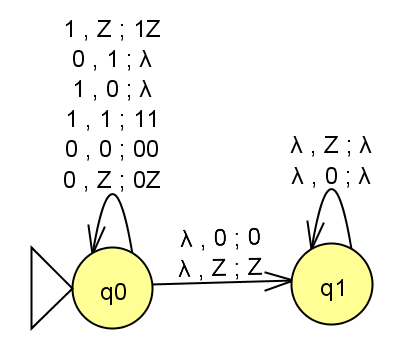 1 , Z ; 1Z
0 , 1 ; λ
1 , 0 ; λ
1 , 1 ; 11
0 , 0 ; 00
0 , Z ; 0Z
λ , Z ; λ
λ , 0 ; λ
λ , 0 ; 0
λ , Z ; Z
q0
q1